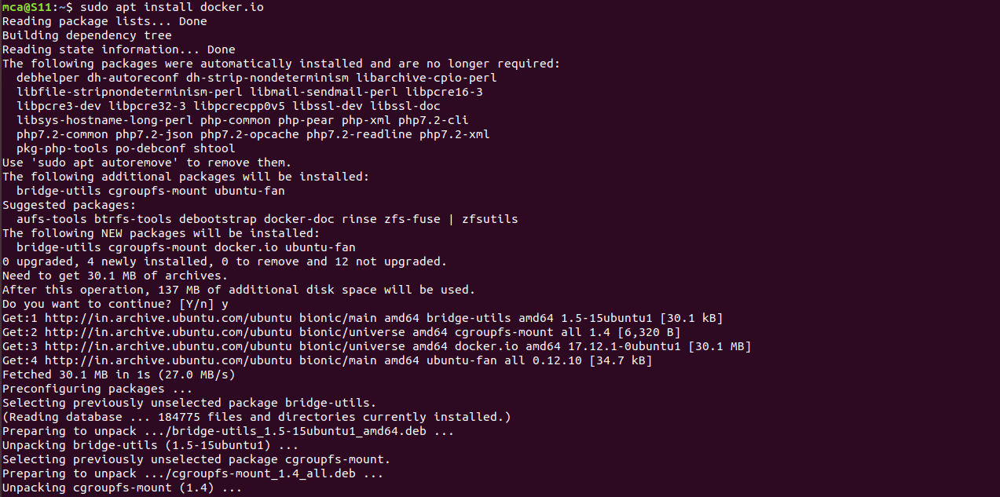 mca@S11:~$ sudo apt install docker.io
Reading package lists... Done
Building dependency tree
Reading state information... Done
The following packages were automatically installed and are no longer required:
  debhelper dh-autoreconf dh-strip-nondeterminism libarchive-cpio-perl
  libfile-stripnondeterminism-perl libmail-sendmail-perl libpcre16-3
  libpcre3-dev libpcre32-3 libpcrecpp0v5 libssl-dev libssl-doc
  libsys-hostname-long-perl php-common php-pear php-xml php7.2-cli
  php7.2-common php7.2-json php7.2-opcache php7.2-readline php7.2-xml
  pkg-php-tools po-debconf shtool
Use 'sudo apt autoremove' to remove them.
The following additional packages will be installed:
  bridge-utils cgroupfs-mount ubuntu-fan
Suggested packages:
  aufs-tools btrfs-tools debootstrap docker-doc rinse zfs-fuse | zfsutils
The following NEW packages will be installed:
  bridge-utils cgroupfs-mount docker.io ubuntu-fan
0 upgraded, 4 newly installed, 0 to remove and 12 not upgraded.
Need to get 30.1 MB of archives.
After this operation, 137 MB of additional disk space will be used.
Do you want to continue? [Y/n] y
Get:1 http://in.archive.ubuntu.com/ubuntu bionic/main amd64 bridge-utils amd64 1.5-15ubuntu1 [30.1 kB]
Get:2 http://in.archive.ubuntu.com/ubuntu bionic/universe amd64 cgroupfs-mount all 1.4 [6,320 B]
Get:3 http://in.archive.ubuntu.com/ubuntu bionic/universe amd64 docker.io amd64 17.12.1-0ubuntu1 [30.1 MB]
Get:4 http://in.archive.ubuntu.com/ubuntu bionic/main amd64 ubuntu-fan all 0.12.10 [34.7 kB]
Fetched 30.1 MB in 1s (27.0 MB/s)
Preconfiguring packages ...
Selecting previously unselected package bridge-utils.
(Reading database ... 184775 files and directories currently installed.)
Preparing to unpack .../bridge-utils_1.5-15ubuntu1_amd64.deb ...
Unpacking bridge-utils (1.5-15ubuntu1) ...
Selecting previously unselected package cgroupfs-mount.
Preparing to unpack .../cgroupfs-mount_1.4_all.deb ...
Unpacking cgroupfs-mount (1.4) ...